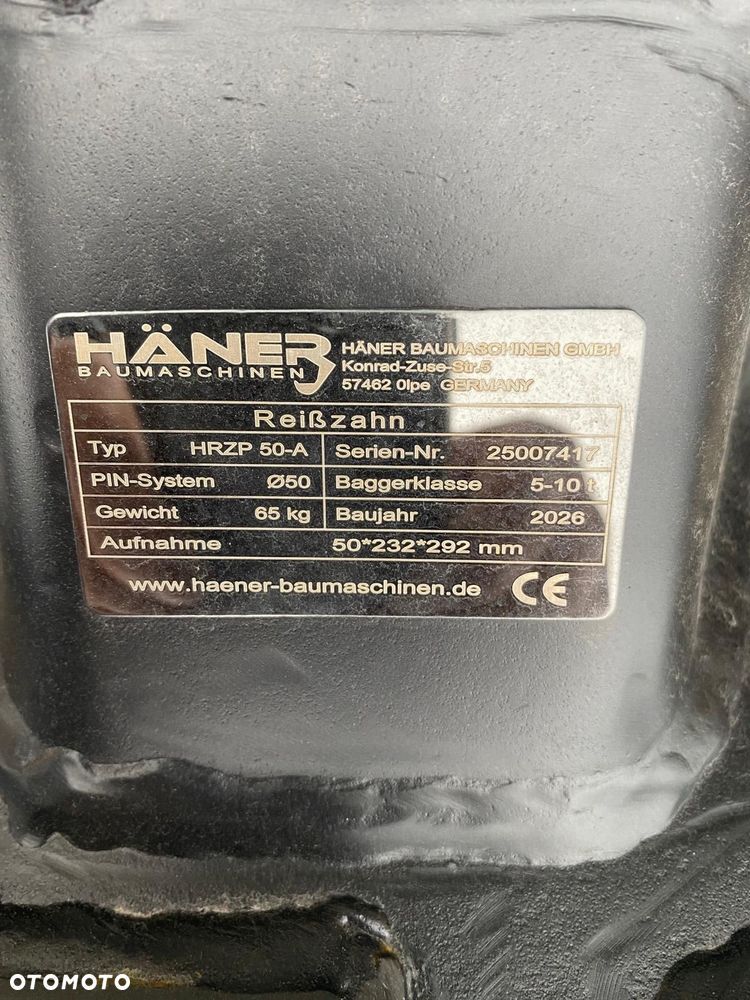 HÄNER
BAUMASCHINEN
HÄNER BAUMASCHINEN GMBH
Konrad-Zuse-Str.5
57462 Olpe GERMANY
Reißzahn
Typ HRZP 50-A Serien-Nr. 25007417
PIN-System Ø50 Baggerklasse 5-10 t
Gewicht 65 kg Baujahr 2026
Aufnahme 50*232*292 mm
www.haener-baumaschinen.de CE
OTOMOTO